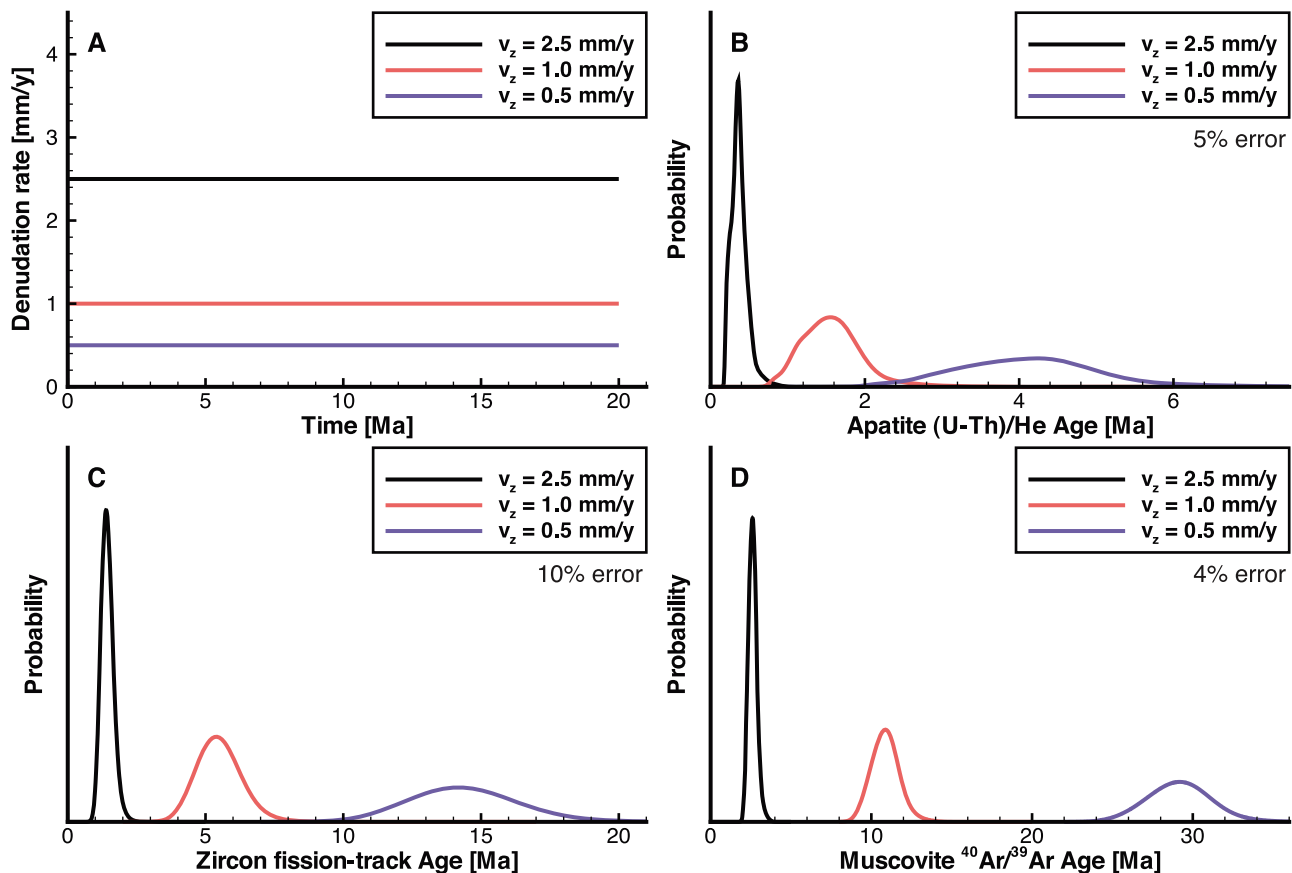 A
v_z = 2.5 mm/y
v_z = 1.0 mm/y
v_z = 0.5 mm/y
Denudation rate [mm/y]
4
3
2
1
0
0 5 10 15 20
Time [Ma]
B
v_z = 2.5 mm/y
v_z = 1.0 mm/y
v_z = 0.5 mm/y
5% error
Probability
0 2 4 6
Apatite (U-Th)/He Age [Ma]
C
v_z = 2.5 mm/y
v_z = 1.0 mm/y
v_z = 0.5 mm/y
10% error
Probability
0 5 10 15 20
Zircon fission-track Age [Ma]
D
v_z = 2.5 mm/y
v_z = 1.0 mm/y
v_z = 0.5 mm/y
4% error
Probability
0 10 20 30
Muscovite ⁴⁰Ar/³⁹Ar Age [Ma]